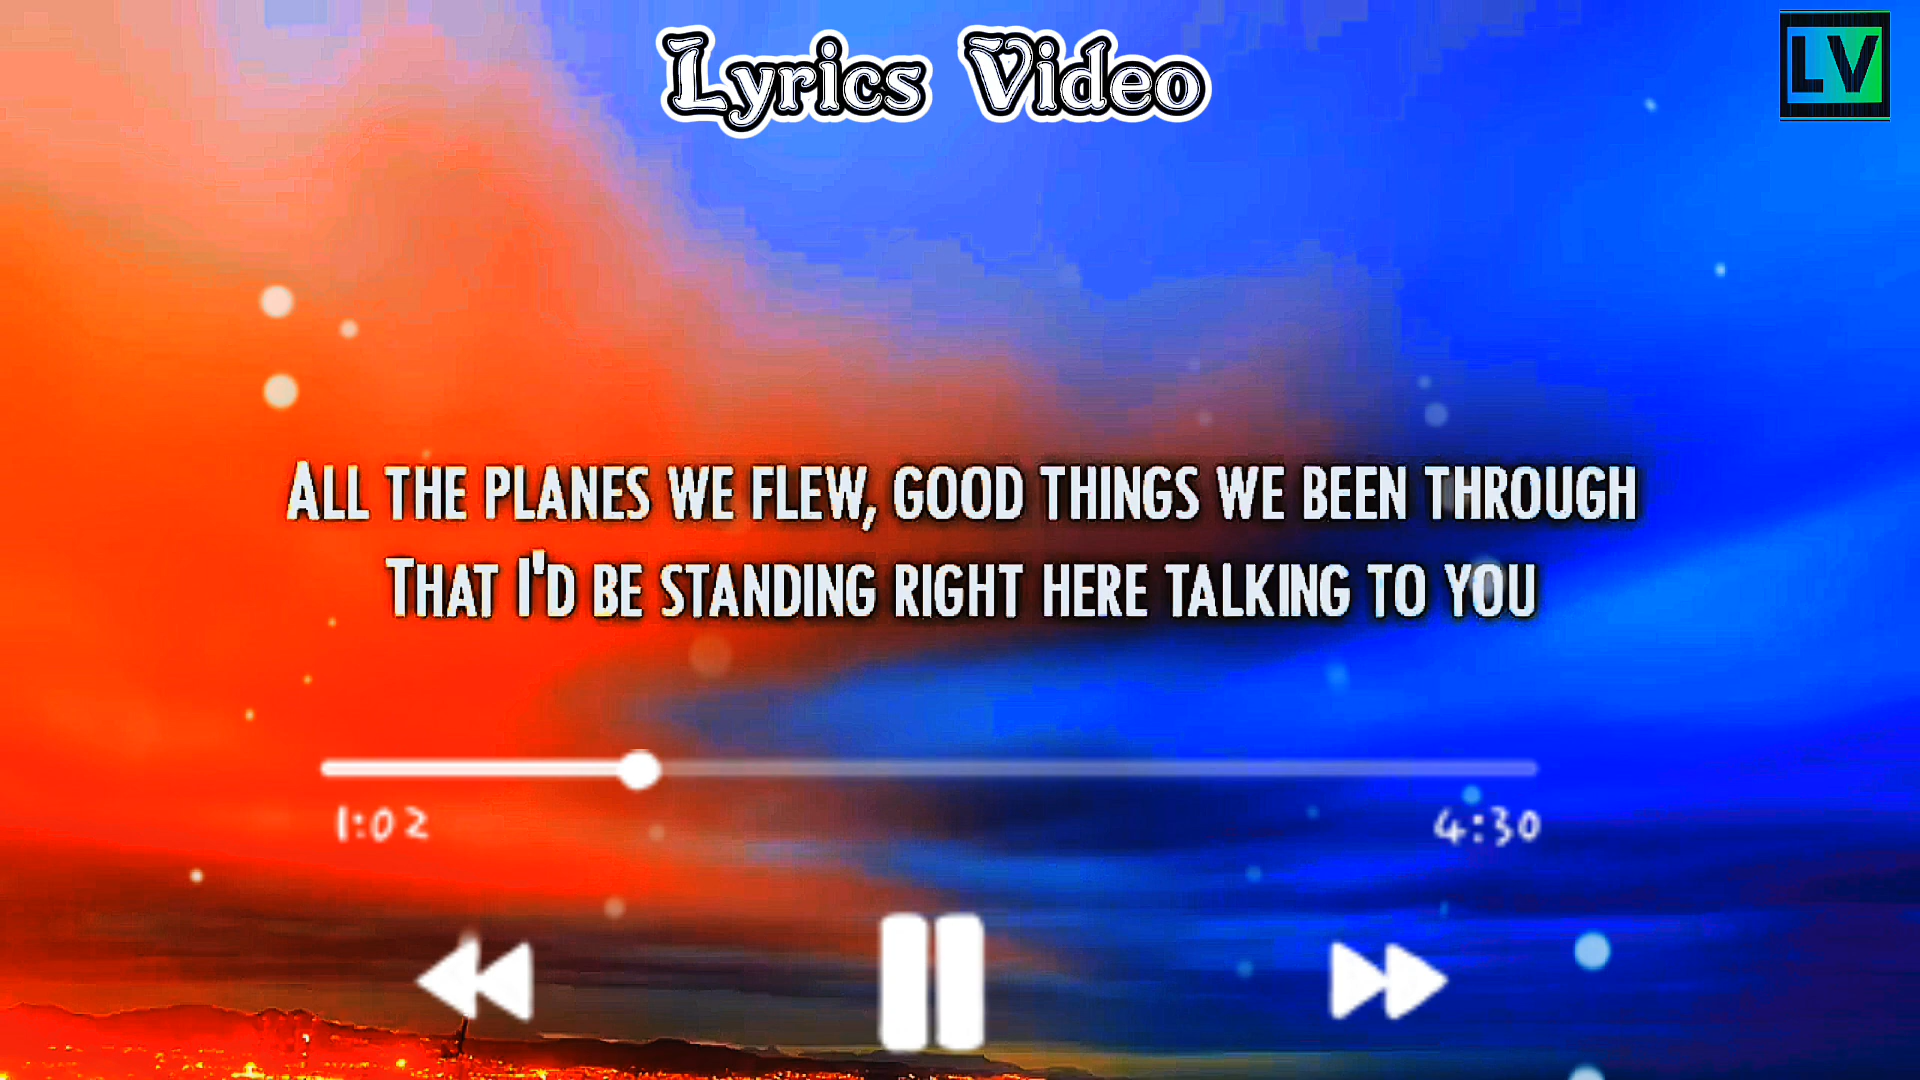 Lyrics Video
LV
All the planes we flew, good things we been through
That I'd be standing right here talking to you
1:02
4:30